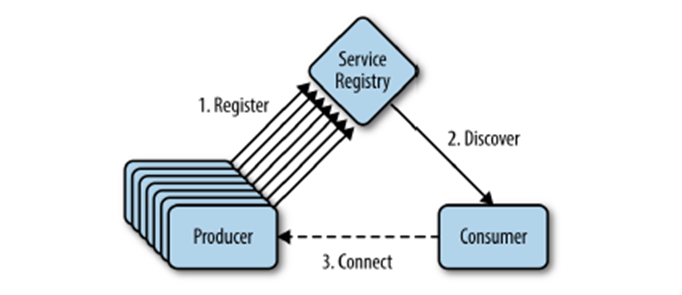 Service
Registry
1. Register
2. Discover
Producer
Consumer
3. Connect